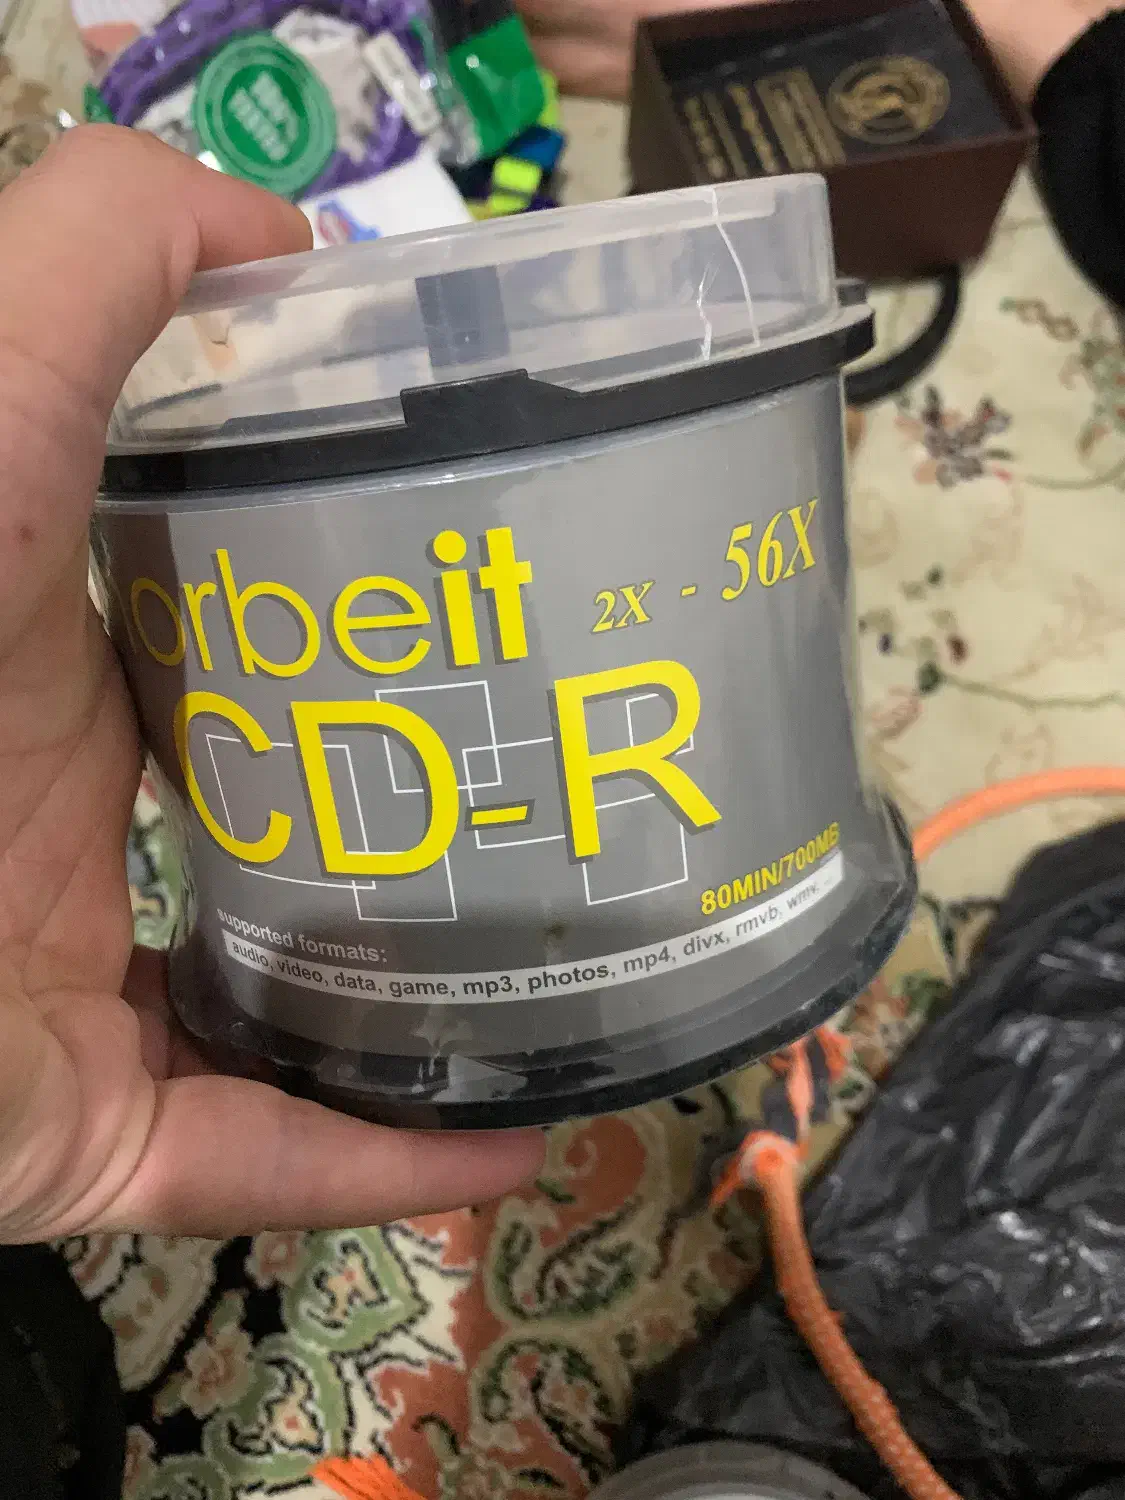 orbeit
2X - 56X
CD-R
80MIN/700MB
supported formats:
audio, video, data, game, mp3, photos, mp4, divx, rmvb, wmv. ..